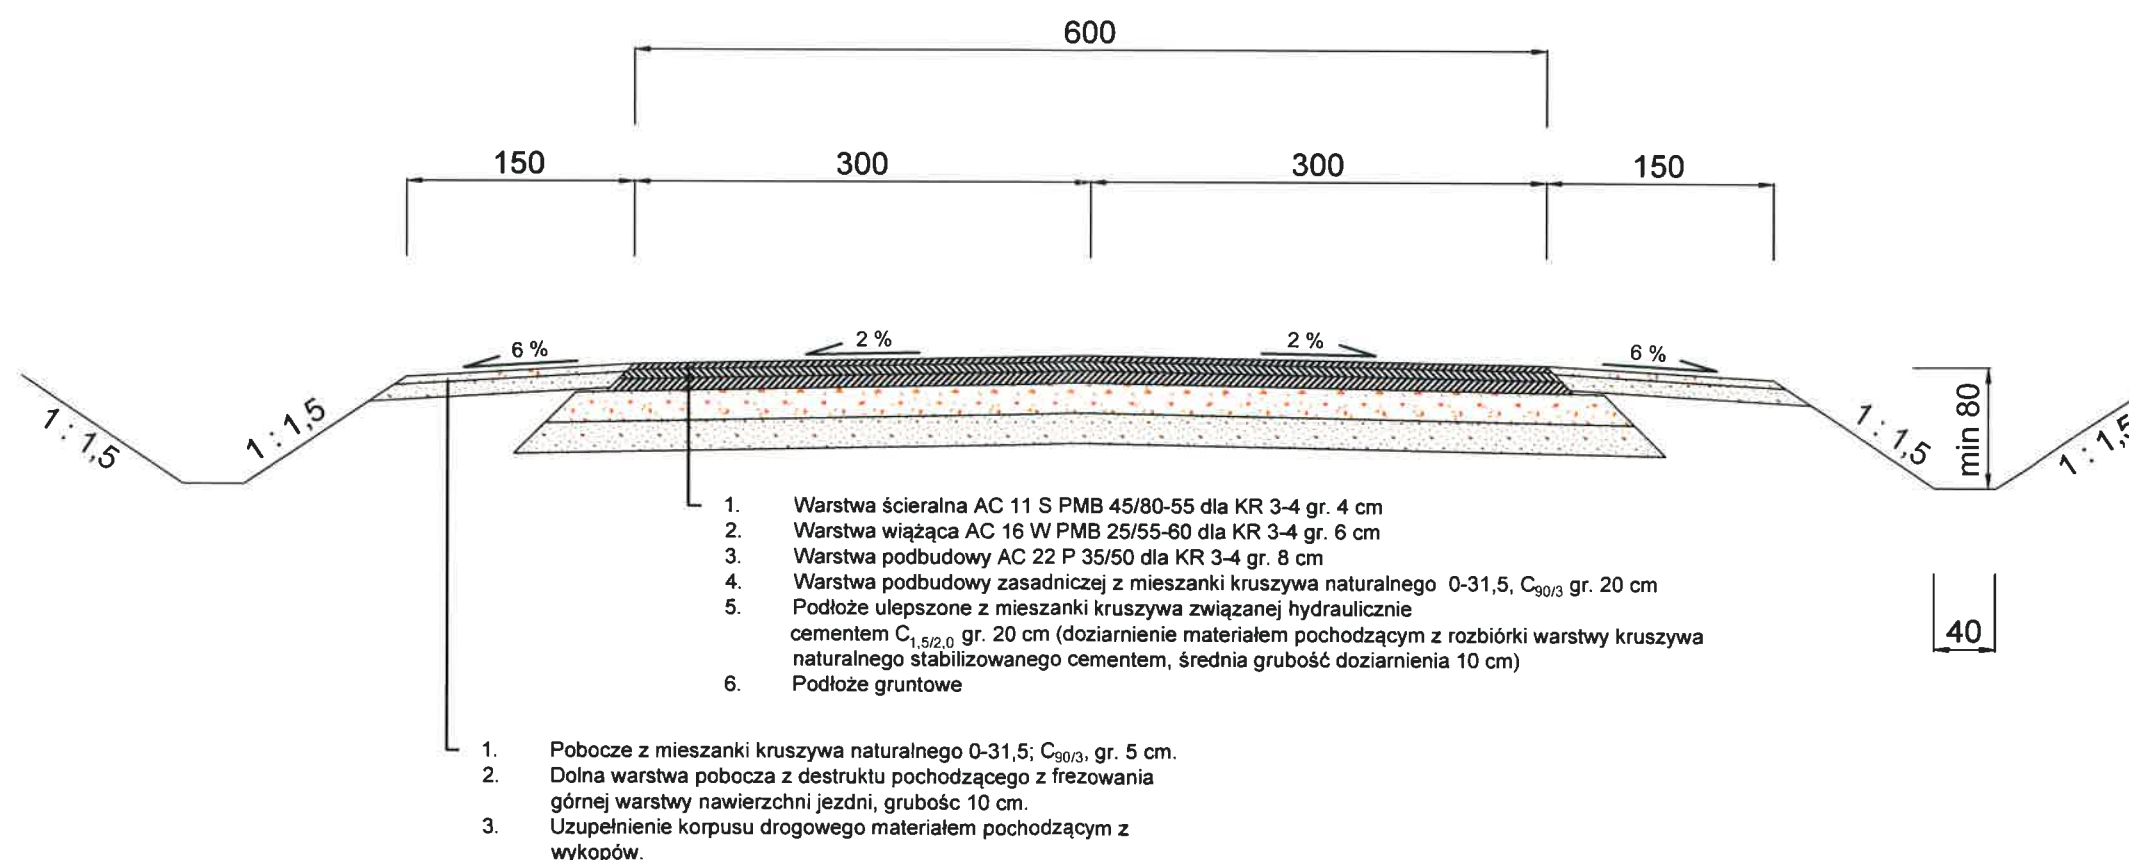 600
150 300 300 150
6 % 2 % 2 % 6 %
1 : 1,5 1 : 1,5 1 : 1,5 min 80 1 : 1,5
1. Warstwa ścieralna AC 11 S PMB 45/80-55 dla KR 3-4 gr. 4 cm
2. Warstwa wiążąca AC 16 W PMB 25/55-60 dla KR 3-4 gr. 6 cm
3. Warstwa podbudowy AC 22 P 35/50 dla KR 3-4 gr. 8 cm
4. Warstwa podbudowy zasadniczej z mieszanki kruszywa naturalnego 0-31,5, C90/3 gr. 20 cm
5. Podłoże ulepszone z mieszanki kruszywa związanej hydraulicznie
cementem C1,5/2,0 gr. 20 cm (doziarnienie materiałem pochodzącym z rozbiórki warstwy kruszywa
naturalnego stabilizowanego cementem, średnia grubość doziarnienia 10 cm)
6. Podłoże gruntowe
40
1. Pobocze z mieszanki kruszywa naturalnego 0-31,5; C90/3, gr. 5 cm.
2. Dolna warstwa pobocza z destruktu pochodzącego z frezowania
górnej warstwy nawierzchni jezdni, grubośc 10 cm.
3. Uzupełnienie korpusu drogowego materiałem pochodzącym z
wykopów.